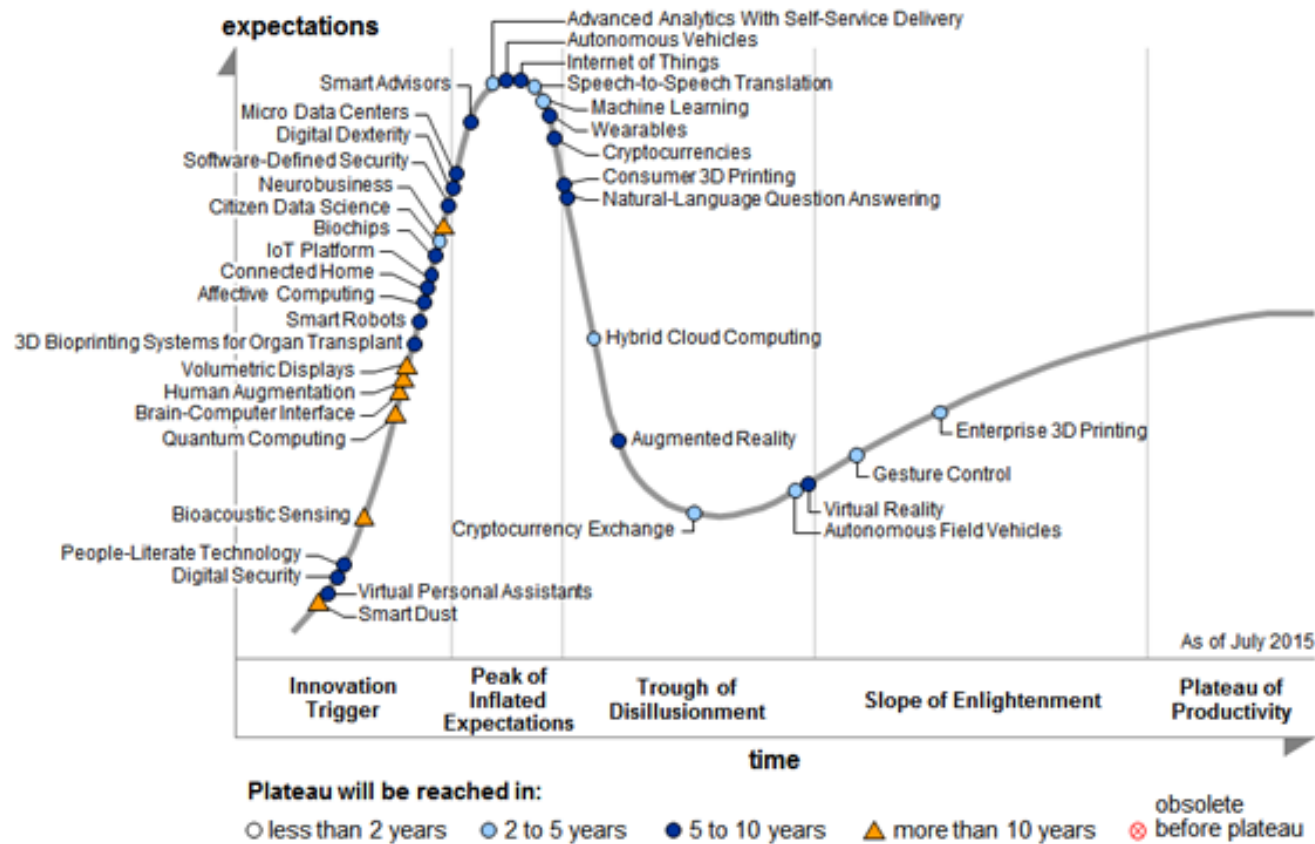 expectations
Advanced Analytics With Self-Service Delivery
Autonomous Vehicles
Internet of Things
Speech-to-Speech Translation
Machine Learning
Wearables
Cryptocurrencies
Consumer 3D Printing
Natural-Language Question Answering
Smart Advisors
Micro Data Centers
Digital Dexterity
Software-Defined Security
Neurobusiness
Citizen Data Science
Biochips
IoT Platform
Connected Home
Affective Computing
Smart Robots
3D Bioprinting Systems for Organ Transplant
Volumetric Displays
Human Augmentation
Brain-Computer Interface
Quantum Computing
Bioacoustic Sensing
People-Literate Technology
Digital Security
Virtual Personal Assistants
Smart Dust
Hybrid Cloud Computing
Augmented Reality
Cryptocurrency Exchange
Enterprise 3D Printing
Gesture Control
Virtual Reality
Autonomous Field Vehicles
As of July 2015
Innovation
Trigger
Peak of
Inflated
Expectations
Trough of
Disillusionment
Slope of Enlightenment
Plateau of
Productivity
time
Plateau will be reached in:
less than 2 years
2 to 5 years
5 to 10 years
more than 10 years
obsolete
before plateau